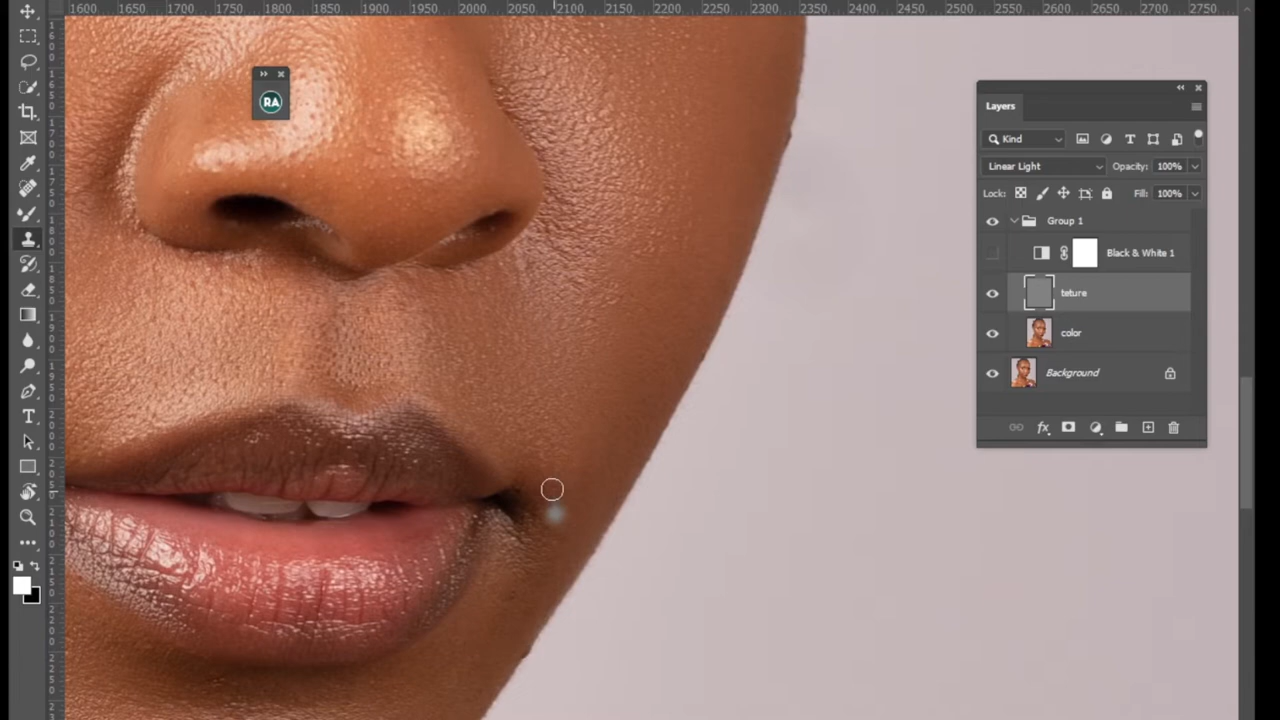 1600 1650 1700 1750 1800 1850 1900 1950 2000 2050 2100 2150 2200 2250 2300 2350 2400 2450 2500 2550 2600 2650 2700 2750
RA
Layers
Kind
Linear Light Opacity: 100%
Lock: Fill: 100%
Group 1
Black & White 1
teture
color
Background
fx